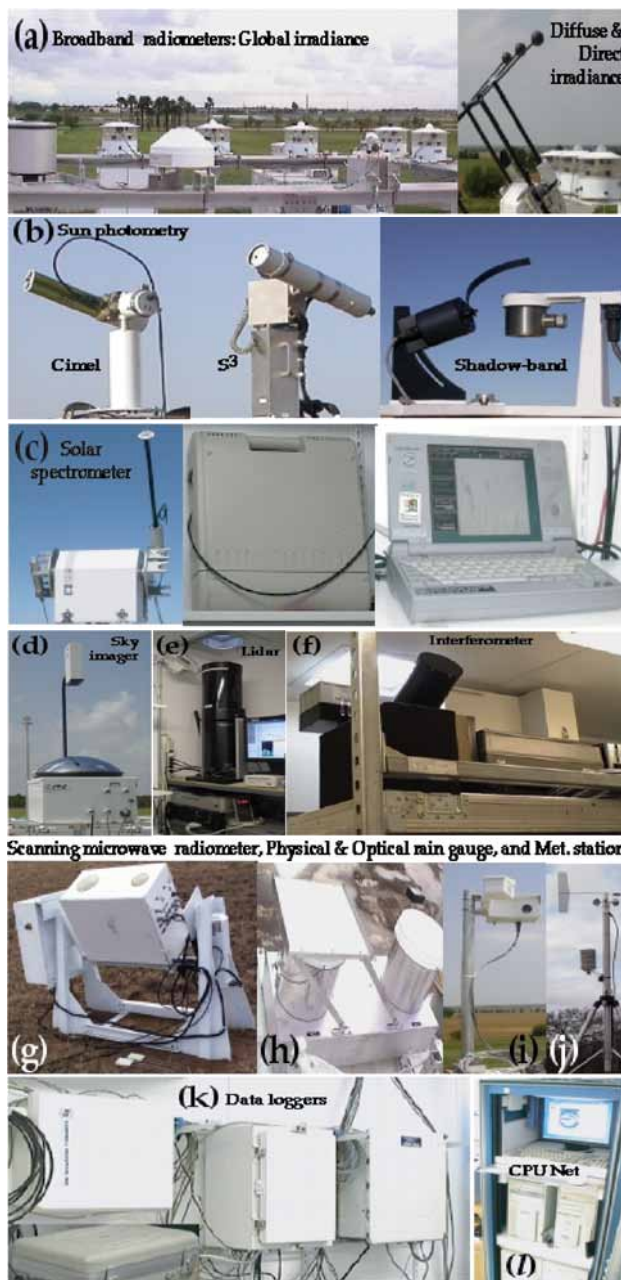 (a) Broadband radiometers: Global irradiance
Diffuse &
Direct
irradiance
(b) Sun photometry
Cimel
S³
Shadow-band
(c) Solar
spectrometer
(d) Sky
imager
(e) Lidar
(f) Interferometer
Scanning microwave radiometer, Physical & Optical rain gauge, and Met. station
(g)
(h)
(i)
(j)
(k) Data loggers
CPU Net
(l)